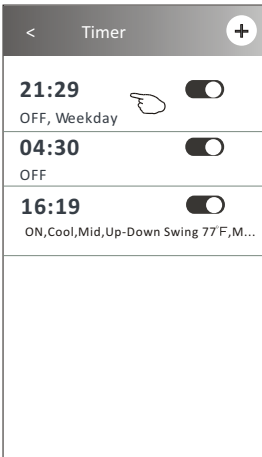 < Timer +
21:29
OFF, Weekday
04:30
OFF
16:19
ON,Cool,Mid,Up-Down Swing 77°F,M...